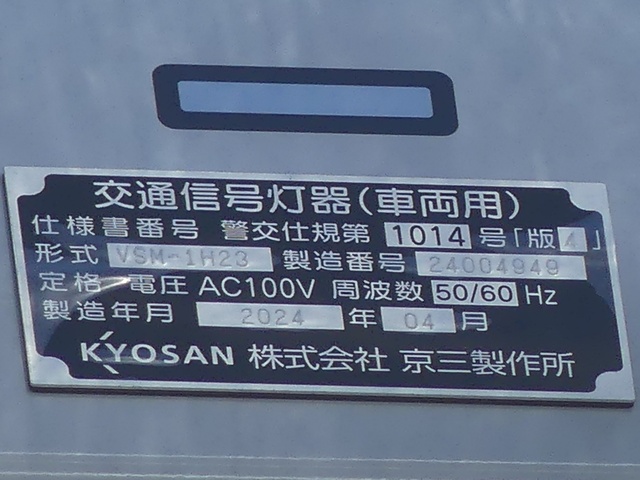 交通信号灯器(車両用)
仕様書番号 警交仕規第 1014 号「版4」
形式 VSM-1H23 製造番号 24004949
定格 電圧 AC100V 周波数 50/60 Hz
製造年月 2024 年 04 月
KYOSAN 株式会社 京三製作所